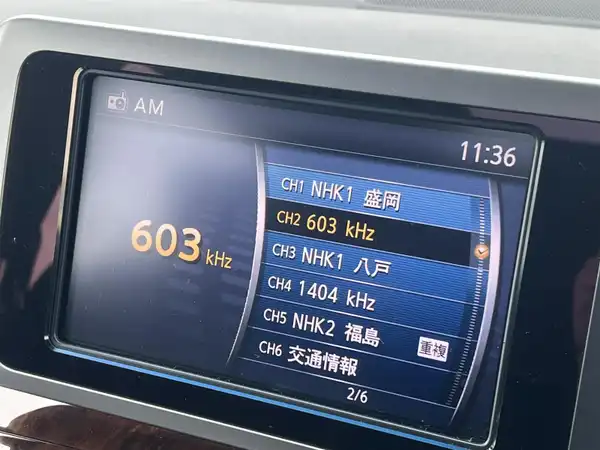 AM
11:36
603 kHz
CH1 NHK1 盛岡
CH2 603 kHz
CH3 NHK1 八戸
CH4 1404 kHz
CH5 NHK2 福島 重複
CH6 交通情報
2/6